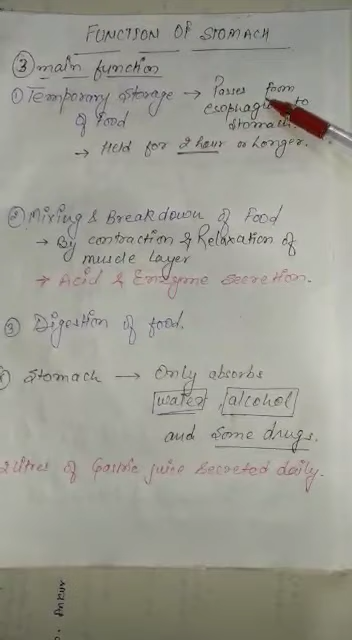 FUNCTION OF STOMACH
③ main function
① Temporary Storage → Passes from
of Food esophagus to
stomach.
→ Held for 2 hour or longer.
② Mixing & Breakdown of Food
→ By contraction & Relaxation of
muscle layer
→ Acid & Enzyme secretion.
③ Digestion of food.
Stomach → Only absorbs
water, alcohol
and some drugs.
2 litres of Gastric juice secreted daily.